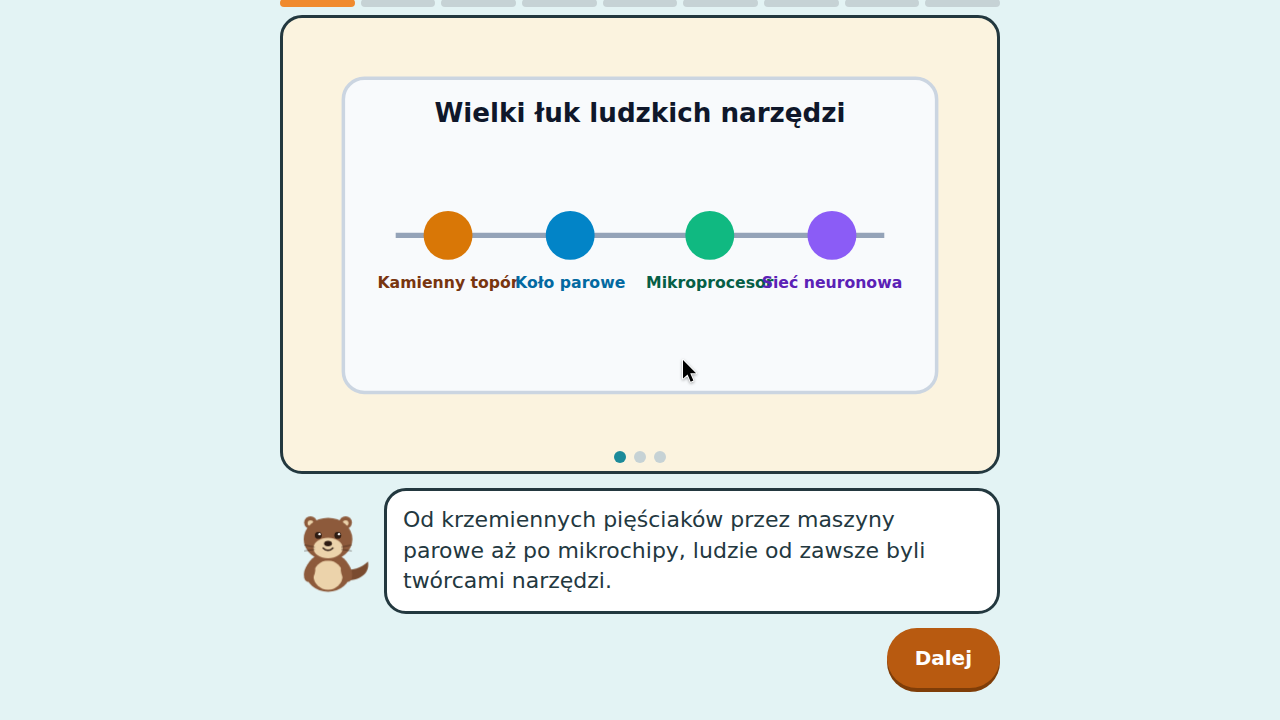 Wielki łuk ludzkich narzędzi
Kamienny topór
Koło parowe
Mikroprocesor
Sieć neuronowa
Od krzemiennych pięściaków przez maszyny
parowe aż po mikrochipy, ludzie od zawsze byli
twórcami narzędzi.
Dalej